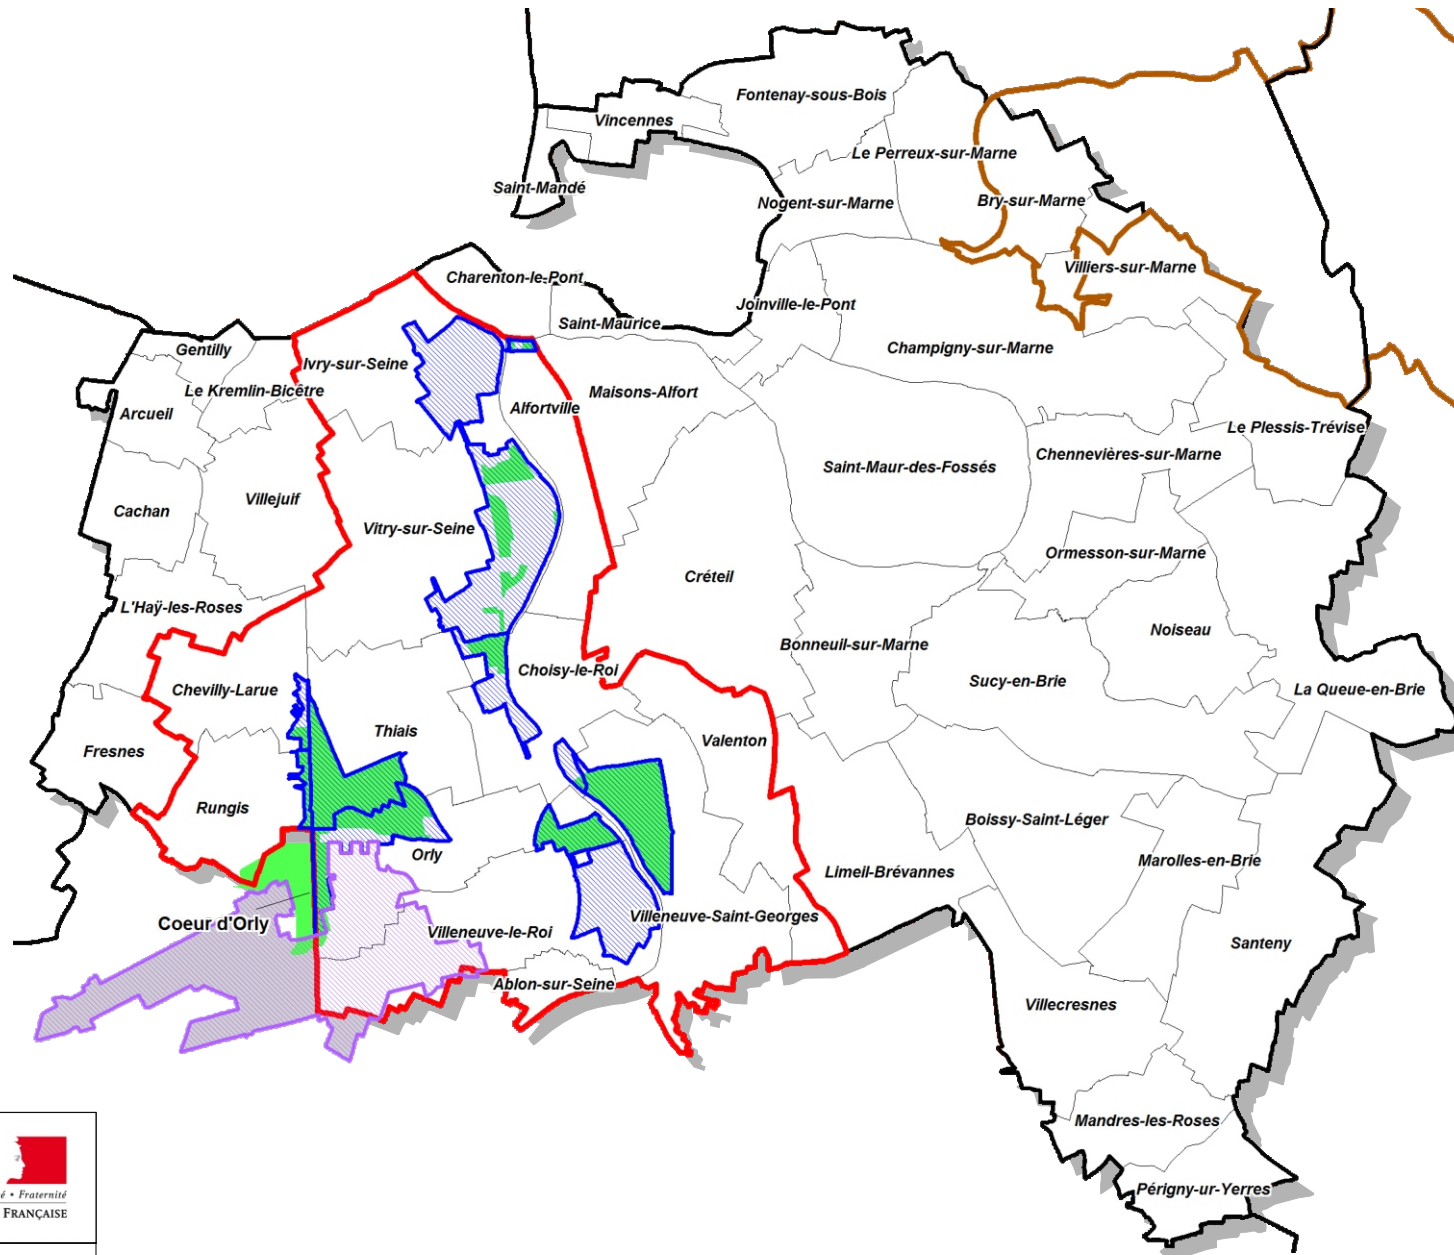 Fontenay-sous-Bois
Vincennes
Le Perreux-sur-Marne
Saint-Mandé
Nogent-sur-Marne
Bry-sur-Marne
Villiers-sur-Marne
Charenton-le-Pont
Joinville-le-Pont
Saint-Maurice
Gentilly
Champigny-sur-Marne
Ivry-sur-Seine
Le Kremlin-Bicêtre
Maisons-Alfort
Arcueil
Alfortville
Le Plessis-Trévise
Chennevières-sur-Marne
Saint-Maur-des-Fossés
Villejuif
Cachan
Vitry-sur-Seine
Ormesson-sur-Marne
Créteil
L'Haÿ-les-Roses
Noiseau
Bonneuil-sur-Marne
Choisy-le-Roi
Sucy-en-Brie
Chevilly-Larue
La Queue-en-Brie
Thiais
Valenton
Fresnes
Rungis
Boissy-Saint-Léger
Orly
Marolles-en-Brie
Limeil-Brévannes
Coeur d'Orly
Villeneuve-Saint-Georges
Villeneuve-le-Roi
Santeny
Ablon-sur-Seine
Villecresnes
Mandres-les-Roses
Périgny-ur-Yerres
é • Fraternité
FRANÇAISE